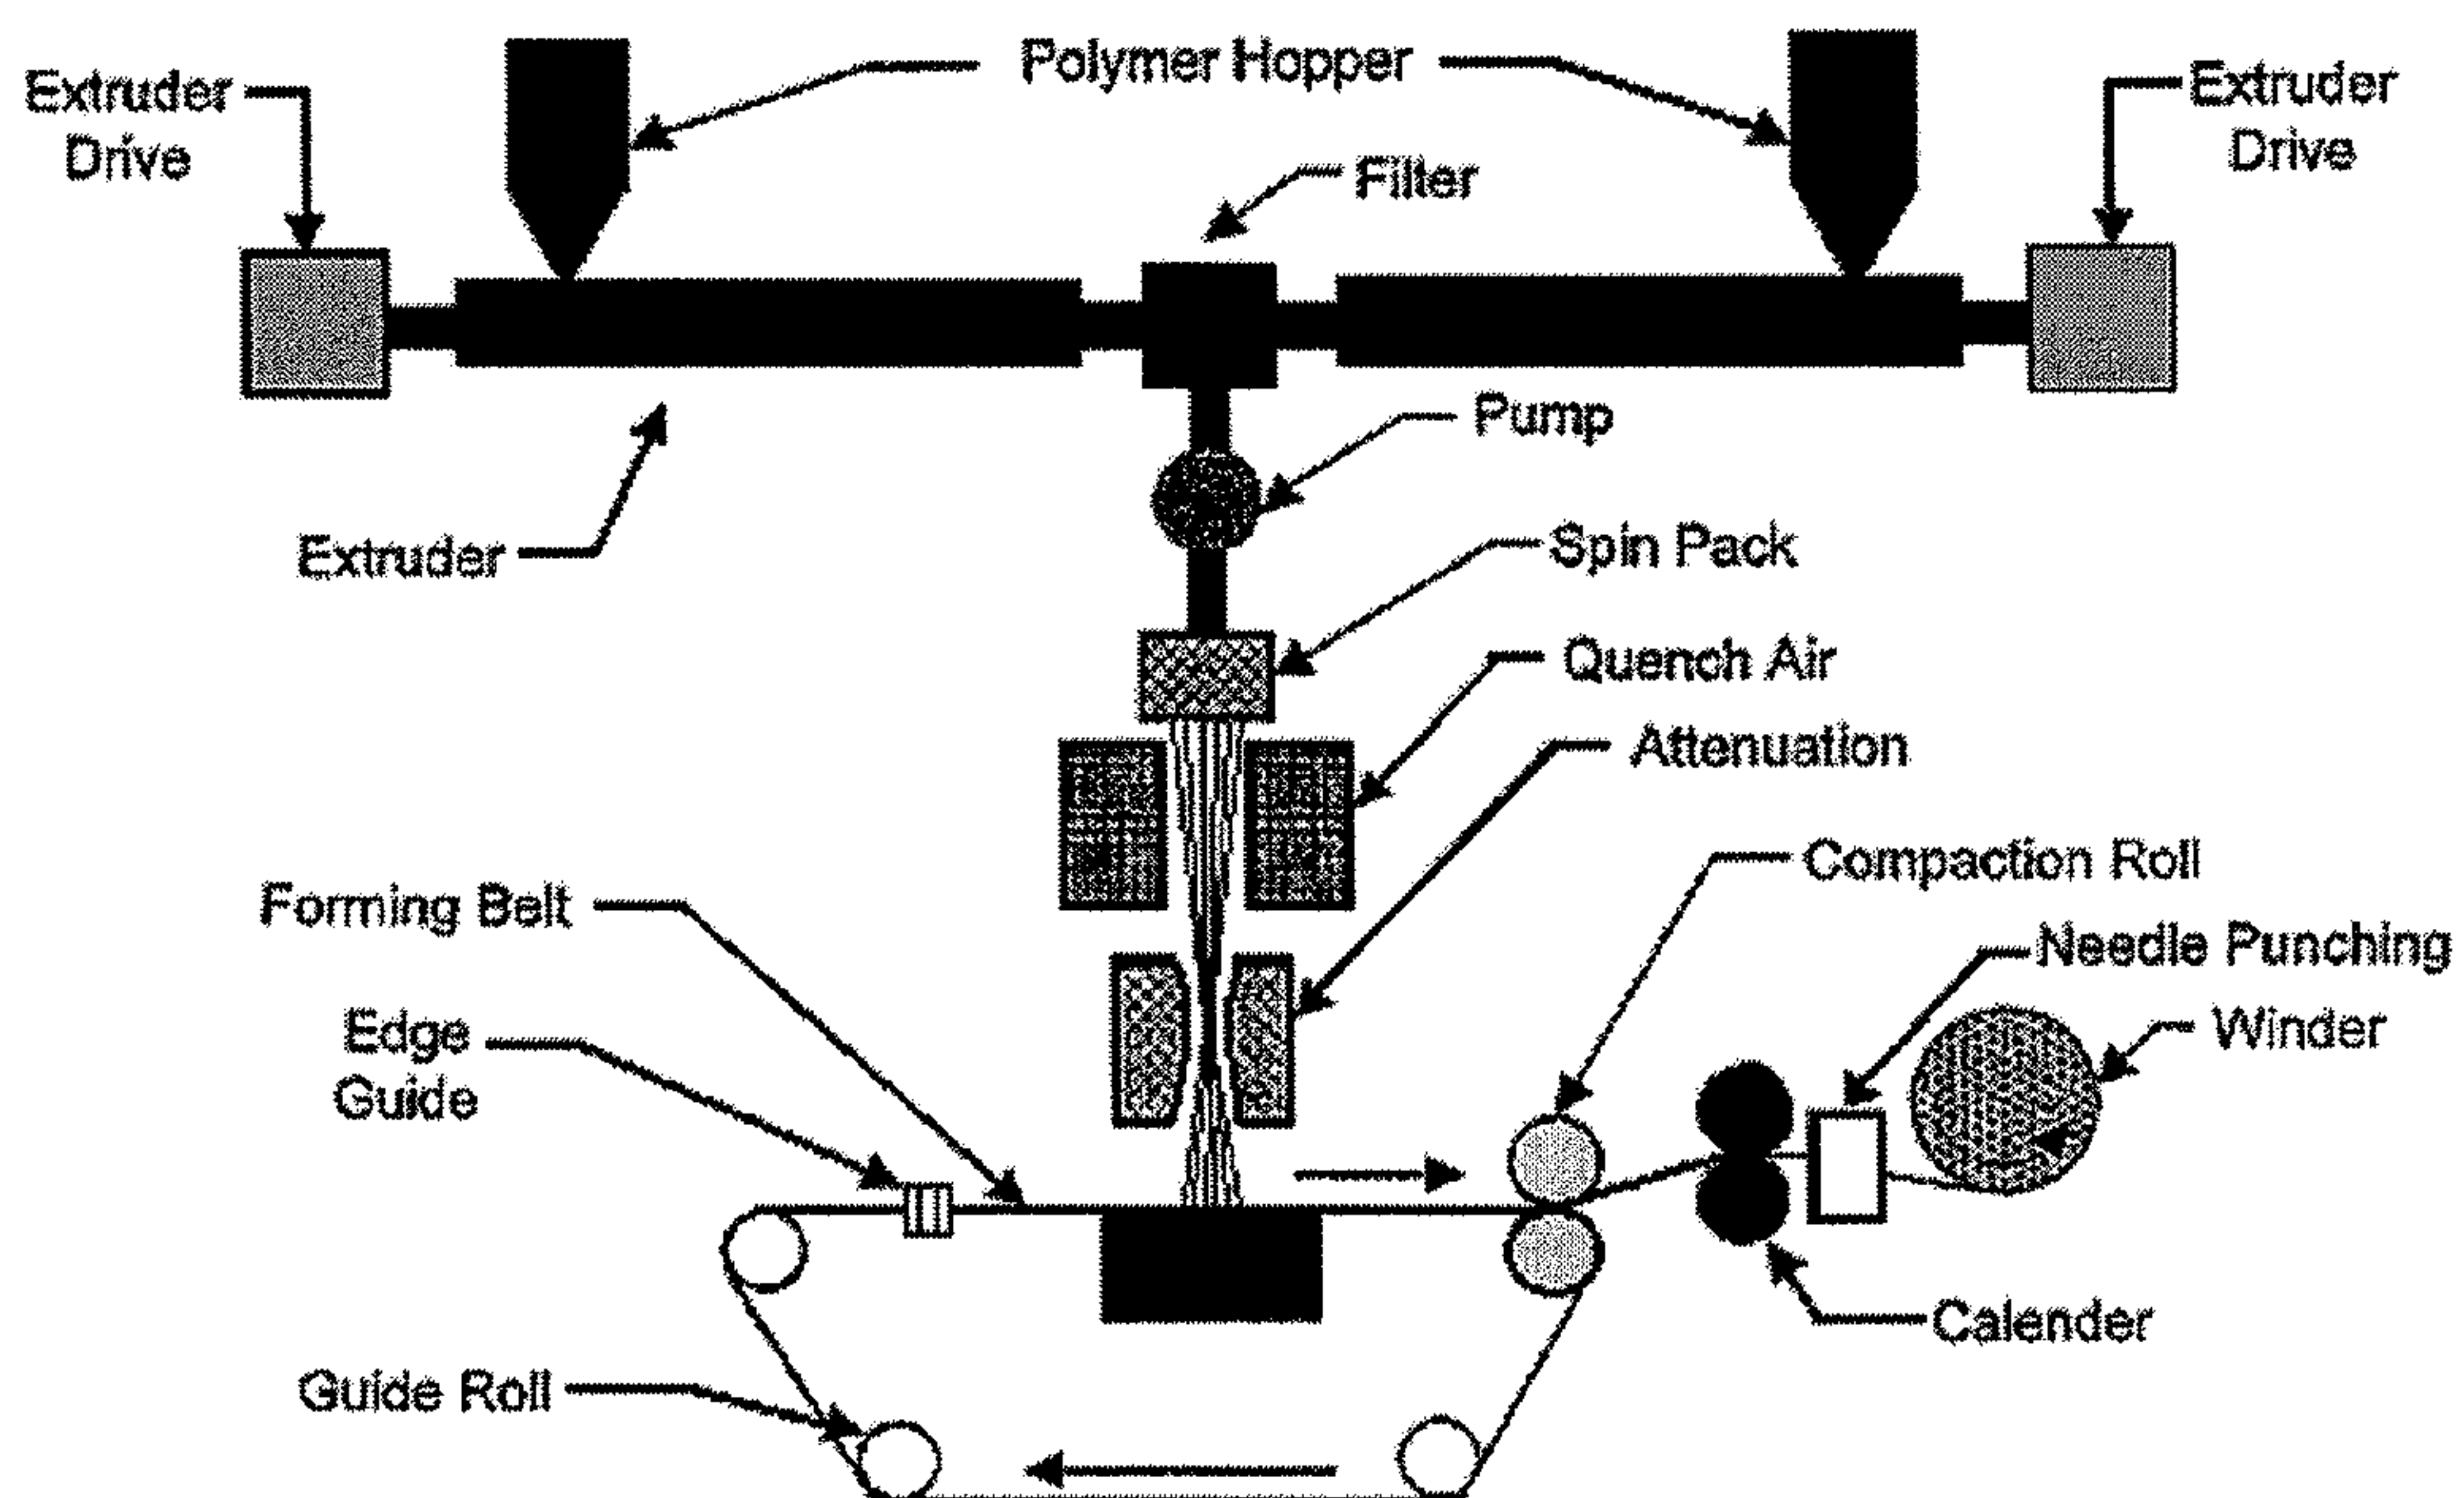 Polymer Hopper
Extruder
Drive
Extruder
Drive
Filter
Pump
Extruder
Spin Pack
Quench Air
Attenuation
Compaction Roll
Forming Belt
Needle Punching
Edge
Guide
Winder
Calender
Guide Roll